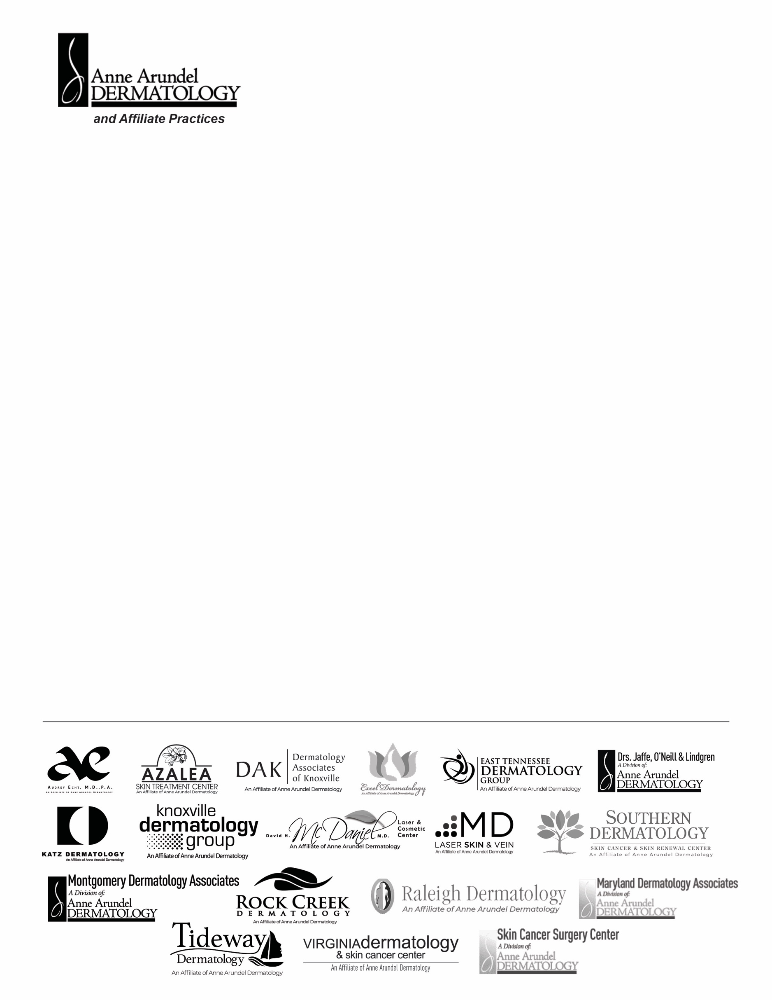 Anne Arundel
DERMATOLOGY
and Affiliate Practices
ae
AUDREY ECHT, M.D.,P.A.
AN AFFILIATE OF ANNE ARUNDEL DERMATOLOGY
AZALEA
SKIN TREATMENT CENTER
An Affiliate of Anne Arundel Dermatology
DAK
Dermatology
Associates
of Knoxville
An Affiliate of Anne Arundel Dermatology
Excel Dermatology
An Affiliate of Anne Arundel Dermatology
EAST TENNESSEE
DERMATOLOGY
GROUP
An Affiliate of Anne Arundel Dermatology
Drs. Jaffe, O'Neill & Lindgren
A Division of:
Anne Arundel
DERMATOLOGY
KATZ DERMATOLOGY
An Affiliate of Anne Arundel Dermatology
knoxville
dermatology
group
An Affiliate of Anne Arundel Dermatology
David H. McDaniel M.D.
Laser &
Cosmetic
Center
An Affiliate of Anne Arundel Dermatology
MD
LASER SKIN & VEIN
An Affiliate of Anne Arundel Dermatology
SOUTHERN
DERMATOLOGY
SKIN CANCER & SKIN RENEWAL CENTER
An Affiliate of Anne Arundel Dermatology
Montgomery Dermatology Associates
A Division of:
Anne Arundel
DERMATOLOGY
ROCK CREEK
DERMATOLOGY
An Affiliate of Anne Arundel Dermatology
Raleigh Dermatology
An Affiliate of Anne Arundel Dermatology
Maryland Dermatology Associates
A Division of:
Anne Arundel
DERMATOLOGY
Tideway
Dermatology
An Affiliate of Anne Arundel Dermatology
VIRGINIAdermatology
& skin cancer center
An Affiliate of Anne Arundel Dermatology
Skin Cancer Surgery Center
A Division of:
Anne Arundel
DERMATOLOGY